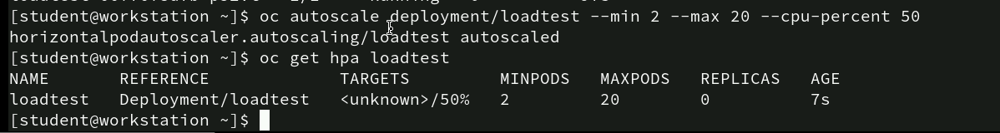 [student@workstation ~]$ oc autoscale deployment/loadtest --min 2 --max 20 --cpu-percent 50
horizontalpodautoscaler.autoscaling/loadtest autoscaled
[student@workstation ~]$ oc get hpa loadtest
NAME REFERENCE TARGETS MINPODS MAXPODS REPLICAS AGE
loadtest Deployment/loadtest <unknown>/50% 2 20 0 7s
[student@workstation ~]$